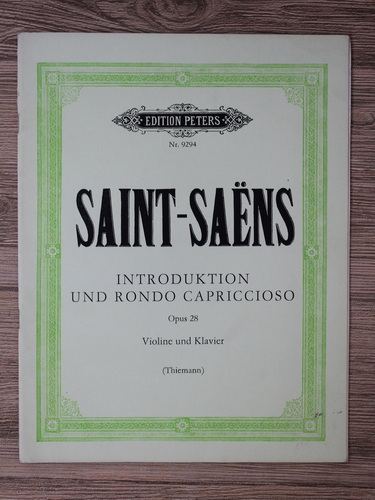 EDITION PETERS
Nr. 9294
SAINT-SAËNS
INTRODUKTION
UND RONDO CAPRICCIOSO
Opus 28
Violine und Klavier
(Thiemann)